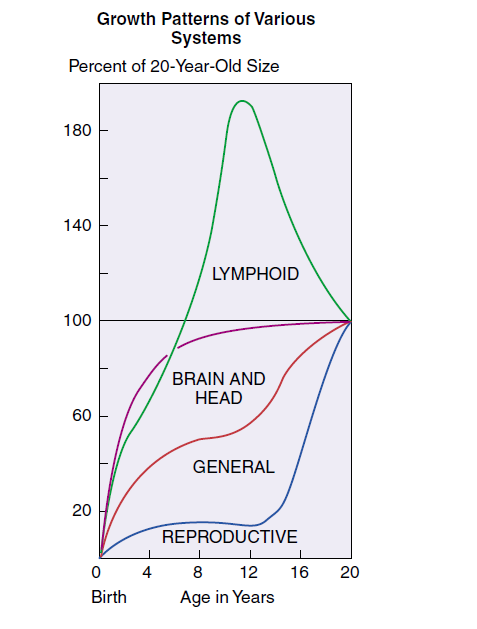 Growth Patterns of Various
Systems
Percent of 20-Year-Old Size
180
140
LYMPHOID
100
BRAIN AND
HEAD
60
GENERAL
20
REPRODUCTIVE
0 4 8 12 16 20
Birth Age in Years